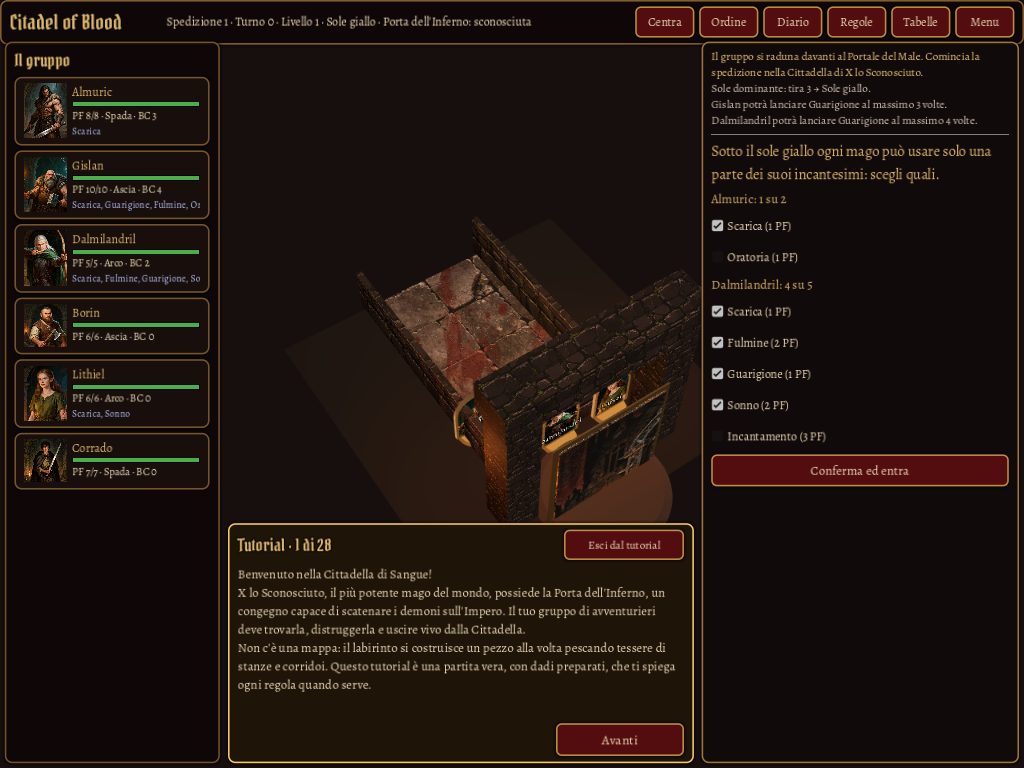 Citadel of Blood
Spedizione 1 · Turno 0 · Livello 1 · Sole giallo · Porta dell'Inferno: sconosciuta
Centra
Ordine
Diario
Regole
Tabelle
Menu
Il gruppo
Almuric
PF 8/8 · Spada · BC 3
Scarica
Gislan
PF 10/10 · Ascia · BC 4
Scarica, Guarigione, Fulmine, Or
Dalmilandril
PF 5/5 · Arco · BC 2
Scarica, Fulmine, Guarigione, So
Borin
PF 6/6 · Ascia · BC 0
Lithiel
PF 6/6 · Arco · BC 0
Scarica, Sonno
Corrado
PF 7/7 · Spada · BC 0
Tutorial · 1 di 28
Esci dal tutorial
Benvenuto nella Cittadella di Sangue!
X lo Sconosciuto, il più potente mago del mondo, possiede la Porta dell'Inferno, un
congegno capace di scatenare i demoni sull'Impero. Il tuo gruppo di avventurieri
deve trovarla, distruggerla e uscire vivo dalla Cittadella.
Non c'è una mappa: il labirinto si costruisce un pezzo alla volta pescando tessere di
stanze e corridoi. Questo tutorial è una partita vera, con dadi preparati, che ti spiega
ogni regola quando serve.
Avanti
Il gruppo si raduna davanti al Portale del Male. Comincia la
spedizione nella Cittadella di X lo Sconosciuto.
Sole dominante: tira 3 → Sole giallo.
Gislan potrà lanciare Guarigione al massimo 3 volte.
Dalmilandril potrà lanciare Guarigione al massimo 4 volte.
Sotto il sole giallo ogni mago può usare solo una
parte dei suoi incantesimi: scegli quali.
Almuric: 1 su 2
Scarica (1 PF)
Oratoria (1 PF)
Dalmilandril: 4 su 5
Scarica (1 PF)
Fulmine (2 PF)
Guarigione (1 PF)
Sonno (2 PF)
Incantamento (3 PF)
Conferma ed entra